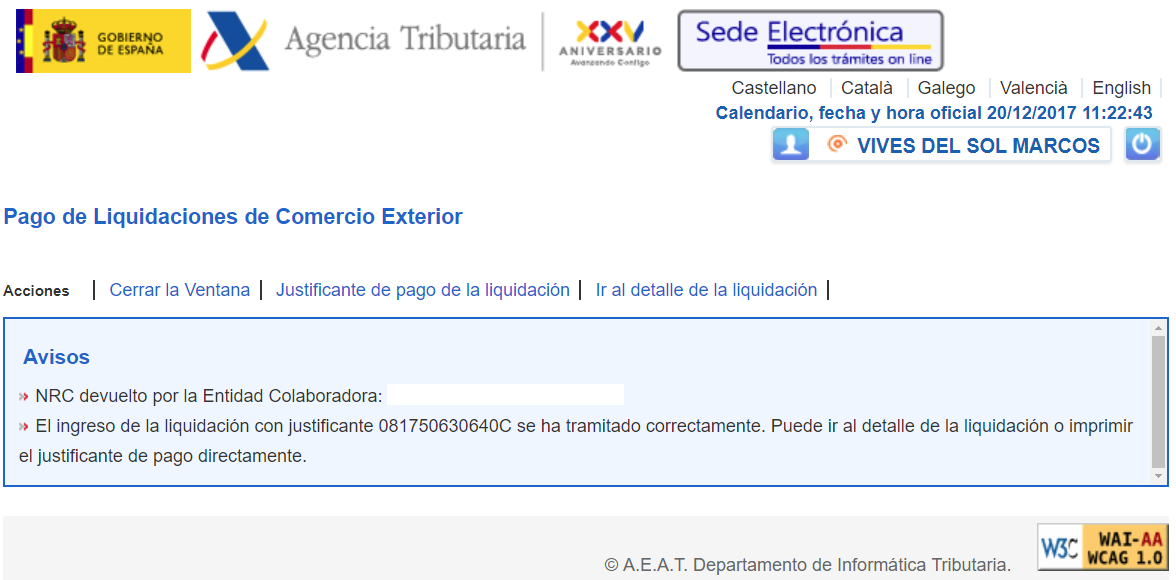 GOBIERNO
DE ESPAÑA
Agencia Tributaria
XXV
ANIVERSARIO
Avanzando Contigo
Sede Electrónica
Todos los trámites on line
Castellano Català Galego Valencià English
Calendario, fecha y hora oficial 20/12/2017 11:22:43
VIVES DEL SOL MARCOS
Pago de Liquidaciones de Comercio Exterior
Acciones | Cerrar la Ventana | Justificante de pago de la liquidación | Ir al detalle de la liquidación |
Avisos
» NRC devuelto por la Entidad Colaboradora:
» El ingreso de la liquidación con justificante 081750630640C se ha tramitado correctamente. Puede ir al detalle de la liquidación o imprimir
el justificante de pago directamente.
© A.E.A.T. Departamento de Informática Tributaria.
W3C WAI-AA
WCAG 1.0